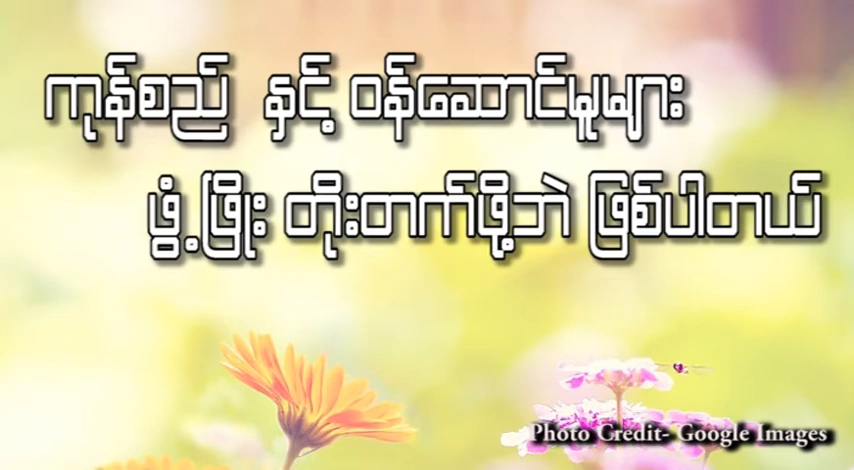 ကုန်စည် နှင့် ဝန်ဆောင်မူများ
ဖွံ့ဖြိုး တိုးတက်ဖို့ဘဲ ဖြစ်ပါတယ်
Photo Credit- Google Images